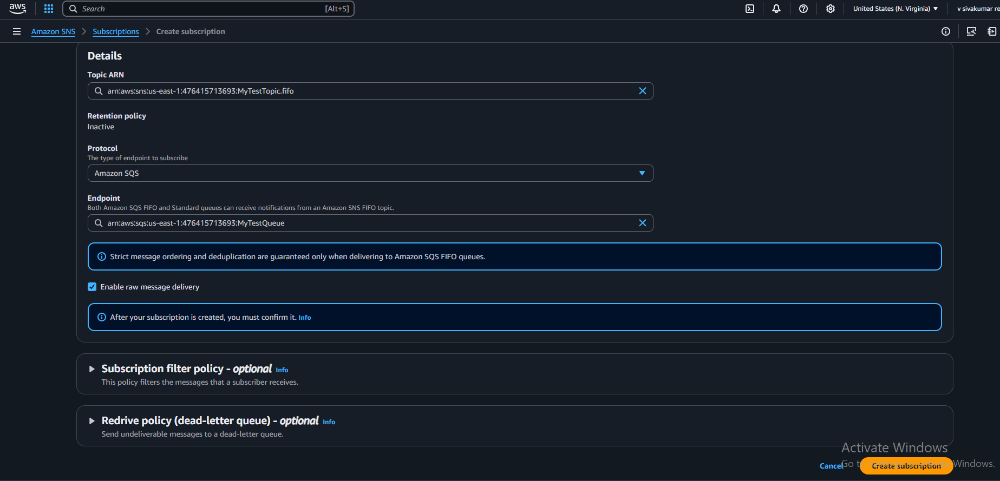 aws
Search
[Alt+S]
United States (N. Virginia)
v sivakumar re
Amazon SNS
Subscriptions
Create subscription
Details
Topic ARN
arn:aws:sns:us-east-1:476415713693:MyTestTopic.fifo
Retention policy
Inactive
Protocol
The type of endpoint to subscribe
Amazon SQS
Endpoint
Both Amazon SQS FIFO and Standard queues can receive notifications from an Amazon SNS FIFO topic.
arn:aws:sqs:us-east-1:476415713693:MyTestQueue
Strict message ordering and deduplication are guaranteed only when delivering to Amazon SQS FIFO queues.
Enable raw message delivery
After your subscription is created, you must confirm it. Info
Subscription filter policy - optional Info
This policy filters the messages that a subscriber receives.
Redrive policy (dead-letter queue) - optional Info
Send undeliverable messages to a dead-letter queue.
Activate Windows
Go t Windows.
Cancel
Create subscription